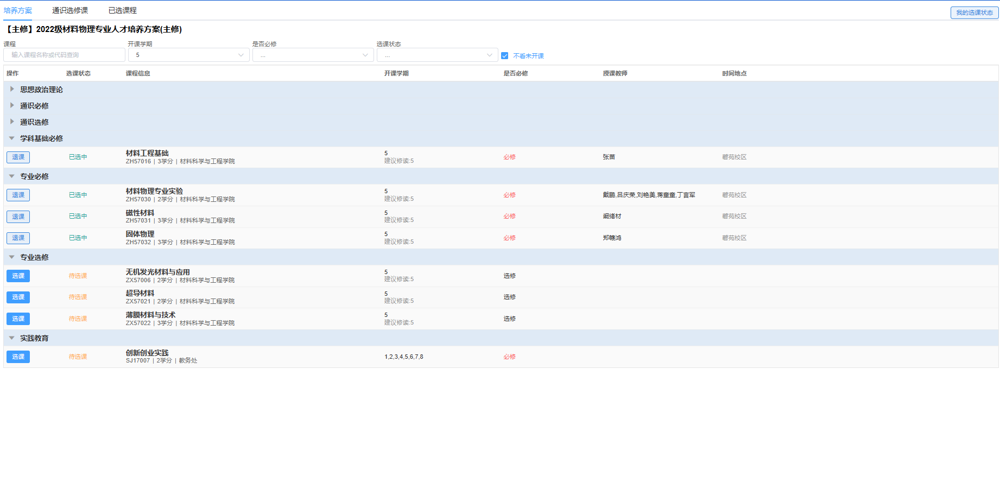 培养方案 通识选修课 已选课程
我的选课状态
【主修】2022级材料物理专业人才培养方案(主修)
课程 开课学期 是否必修 选课状态
输入课程名称或代码查询 5 ... ... 不看未开课
操作 选课状态 课程信息 开课学期 是否必修 授课教师 时间地点
思想政治理论
通识必修
通识选修
学科基础必修
退课 已选中 材料工程基础 5 必修 张苗 磬苑校区
ZH57016 | 3学分 | 材料科学与工程学院 建议修读:5
专业必修
退课 已选中 材料物理专业实验 5 必修 戴鹏,吕庆荣,刘艳美,蒋童童,丁言军 磬苑校区
ZH57030 | 2学分 | 材料科学与工程学院 建议修读:5
退课 已选中 磁性材料 5 必修 阚绪材 磬苑校区
ZH57031 | 3学分 | 材料科学与工程学院 建议修读:5
退课 已选中 固体物理 5 必修 郑赣鸿 磬苑校区
ZH57032 | 3学分 | 材料科学与工程学院 建议修读:5
专业选修
选课 待选课 无机发光材料与应用 5 选修
ZX57006 | 2学分 | 材料科学与工程学院 建议修读:5
选课 待选课 超导材料 5 选修
ZX57021 | 2学分 | 材料科学与工程学院 建议修读:5
选课 待选课 薄膜材料与技术 5 选修
ZX57022 | 3学分 | 材料科学与工程学院 建议修读:5
实践教育
选课 待选课 创新创业实践 1,2,3,4,5,6,7,8 必修
SJ17007 | 2学分 | 教务处